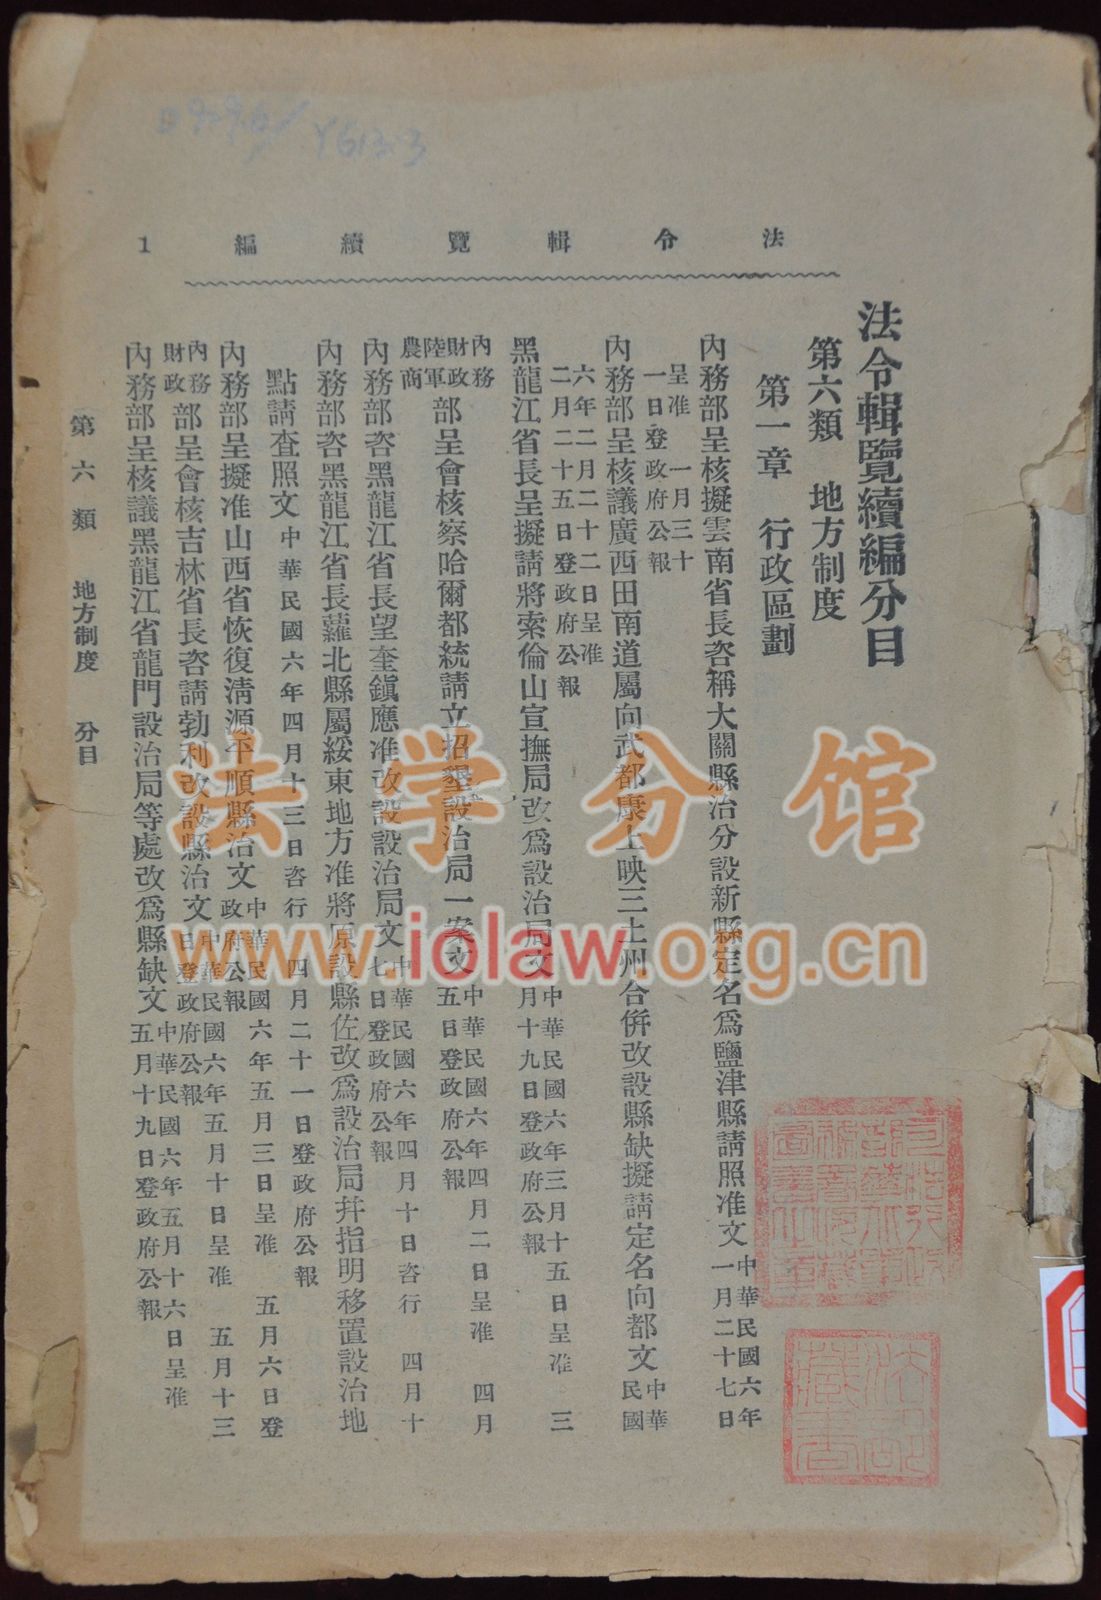 法令輯覽續編 1
法令輯覽續編分目
第六類 地方制度
第一章 行政區劃
內務部呈核擬雲南省長咨稱大關縣治分設新縣定名爲鹽津縣請照准文 中華民國六年一月二十七日
呈准 一月三十一日登政府公報
內務部呈核議廣西田南道屬向武都康上映三土州合併改設縣缺擬請定名向都文 中華民國
六年二月二十二日呈准 二月二十五日登政府公報
黑龍江省長呈擬請將索倫山宣撫局改爲設治局文 中華民國六年三月十五日呈准 三月十九日登政府公報
內務財政陸軍農商部呈會核察哈爾都統請立招墾設治局一案文 中華民國六年四月二日呈准 四月五日登政府公報
內務部咨黑龍江省長望奎鎮應准改設設治局文 中華民國六年四月十日咨行 四月十七日登政府公報
內務部咨黑龍江省長蘿北縣屬綏東地方准將原設縣佐改爲設治局幷指明移置設治地
點請查照文 中華民國六年四月十三日咨行 四月二十一日登政府公報
內務部呈擬准山西省恢復淸源平順縣治文 中華民國六年五月三日呈准 五月六日登政府公報
內務財政部呈會核吉林省長咨請勃利改設縣治文 中華民國六年五月十日呈准 五月十三日登政府公報
內務部呈核議黑龍江省龍門設治局等處改爲縣缺文 中華民國六年五月十六日呈准 五月十九日登政府公報
第六類 地方制度 分目
法学分馆
www.iolaw.org.cn